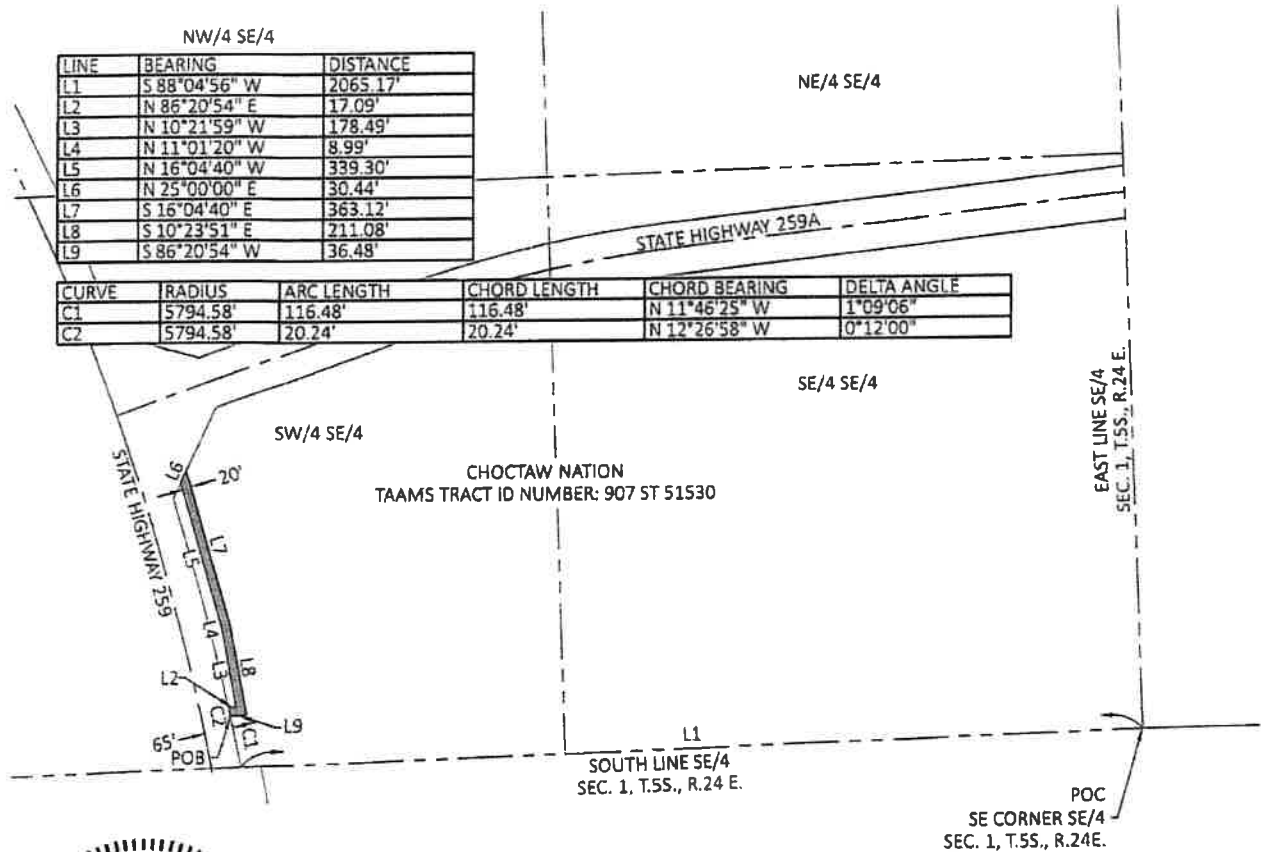 NW/4 SE/4
LINE BEARING DISTANCE
L1 S 88°04'56" W 2065.17'
L2 N 86°20'54" E 17.09'
L3 N 10°21'59" W 178.49'
L4 N 11°01'20" W 8.99'
L5 N 16°04'40" W 339.30'
L6 N 25°00'00" E 30.44'
L7 S 16°04'40" E 363.12'
L8 S 10°23'51" E 211.08'
L9 S 86°20'54" W 36.48'
NE/4 SE/4
STATE HIGHWAY 259A
CURVE RADIUS ARC LENGTH CHORD LENGTH CHORD BEARING DELTA ANGLE
C1 5794.58' 116.48' 116.48' N 11°46'25" W 1°09'06"
C2 5794.58' 20.24' 20.24' N 12°26'58" W 0°12'00"
SE/4 SE/4
EAST LINE SE/4
SEC. 1, T.5S., R.24 E.
SW/4 SE/4
CHOCTAW NATION
TAAMS TRACT ID NUMBER: 907 ST 51530
STATE HIGHWAY 259
L6
20'
L7
L5
L4
L3
L8
L2
C2
C1
L9
65'
POB
L1
SOUTH LINE SE/4
SEC. 1, T.5S., R.24 E.
POC
SE CORNER SE/4
SEC. 1, T.5S., R.24E.